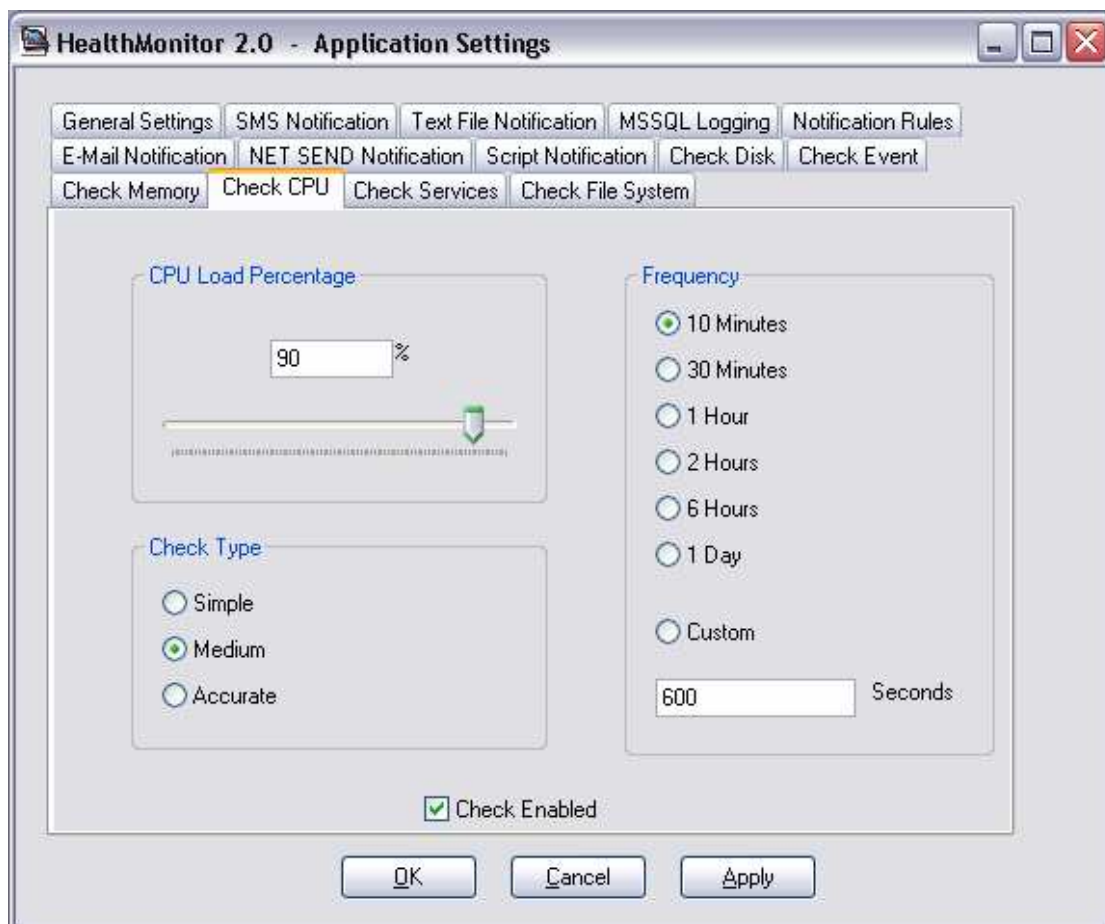 HealthMonitor 2.0 - Application Settings
General Settings SMS Notification Text File Notification MSSQL Logging Notification Rules
E-Mail Notification NET SEND Notification Script Notification Check Disk Check Event
Check Memory Check CPU Check Services Check File System
CPU Load Percentage
90 %
Check Type
Simple
Medium
Accurate
Frequency
10 Minutes
30 Minutes
1 Hour
2 Hours
6 Hours
1 Day
Custom
600 Seconds
Check Enabled
OK Cancel Apply